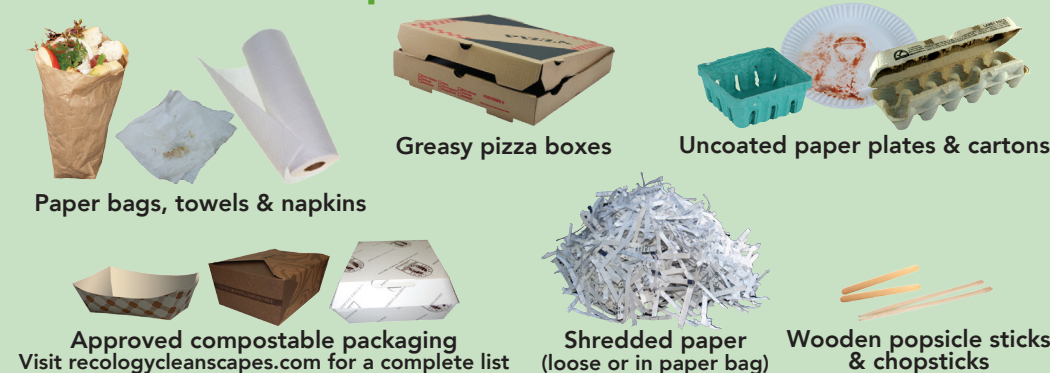 Greasy pizza boxes
Uncoated paper plates & cartons
Paper bags, towels & napkins
Approved compostable packaging
Visit recologycleanscapes.com for a complete list
Shredded paper
(loose or in paper bag)
Wooden popsicle sticks
& chopsticks